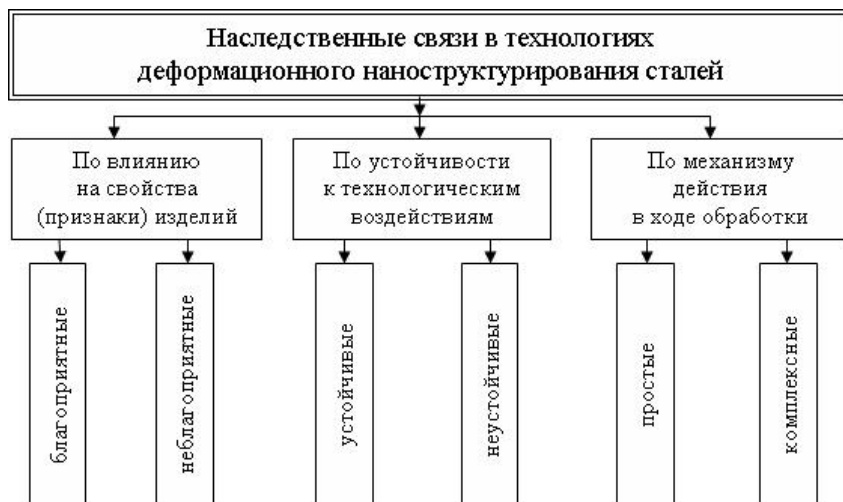 Наследственные связи в технологиях
деформационного наноструктурирования сталей
По влиянию
на свойства
(признаки) изделий
По устойчивости
к технологическим
воздействиям
По механизму
действия
в ходе обработки
благоприятные
неблагоприятные
устойчивые
неустойчивые
простые
комплексные